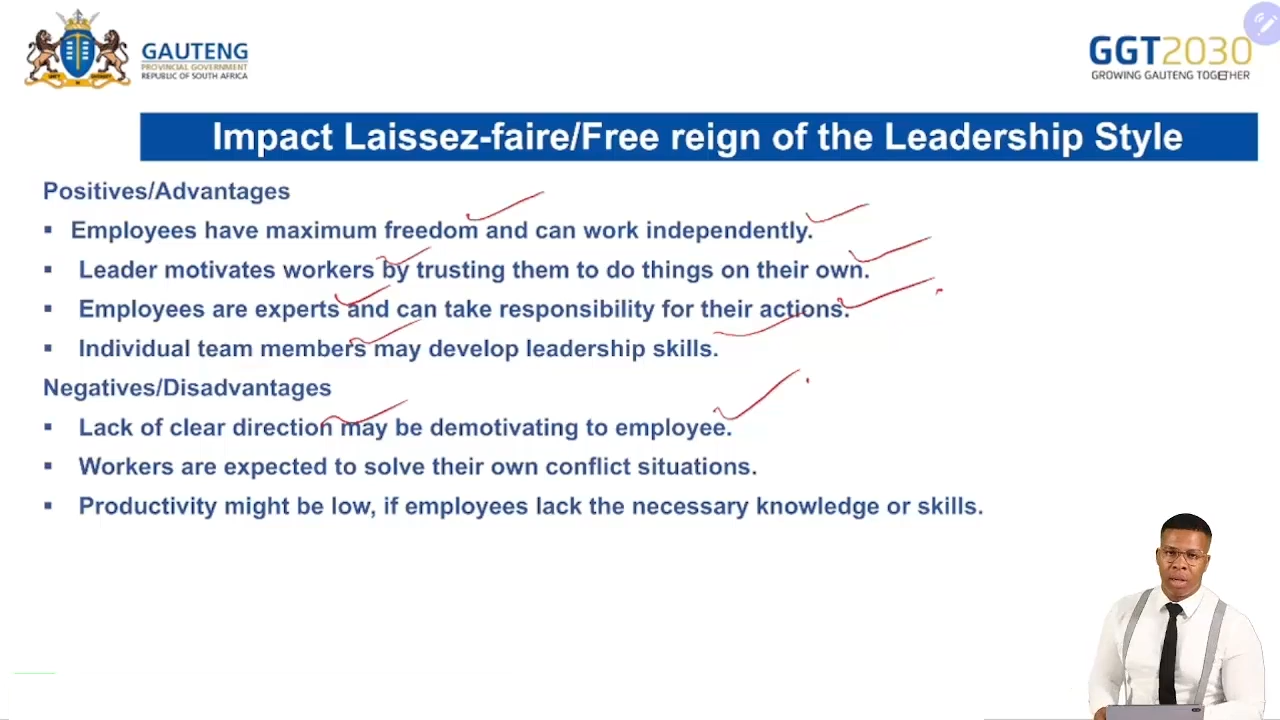 GAUTENG
PROVINCIAL GOVERNMENT
REPUBLIC OF SOUTH AFRICA
GGT2030
GROWING GAUTENG TOGETHER
Impact Laissez-faire/Free reign of the Leadership Style
Positives/Advantages
▪ Employees have maximum freedom and can work independently.
▪ Leader motivates workers by trusting them to do things on their own.
▪ Employees are experts and can take responsibility for their actions.
▪ Individual team members may develop leadership skills.
Negatives/Disadvantages
▪ Lack of clear direction may be demotivating to employee.
▪ Workers are expected to solve their own conflict situations.
▪ Productivity might be low, if employees lack the necessary knowledge or skills.